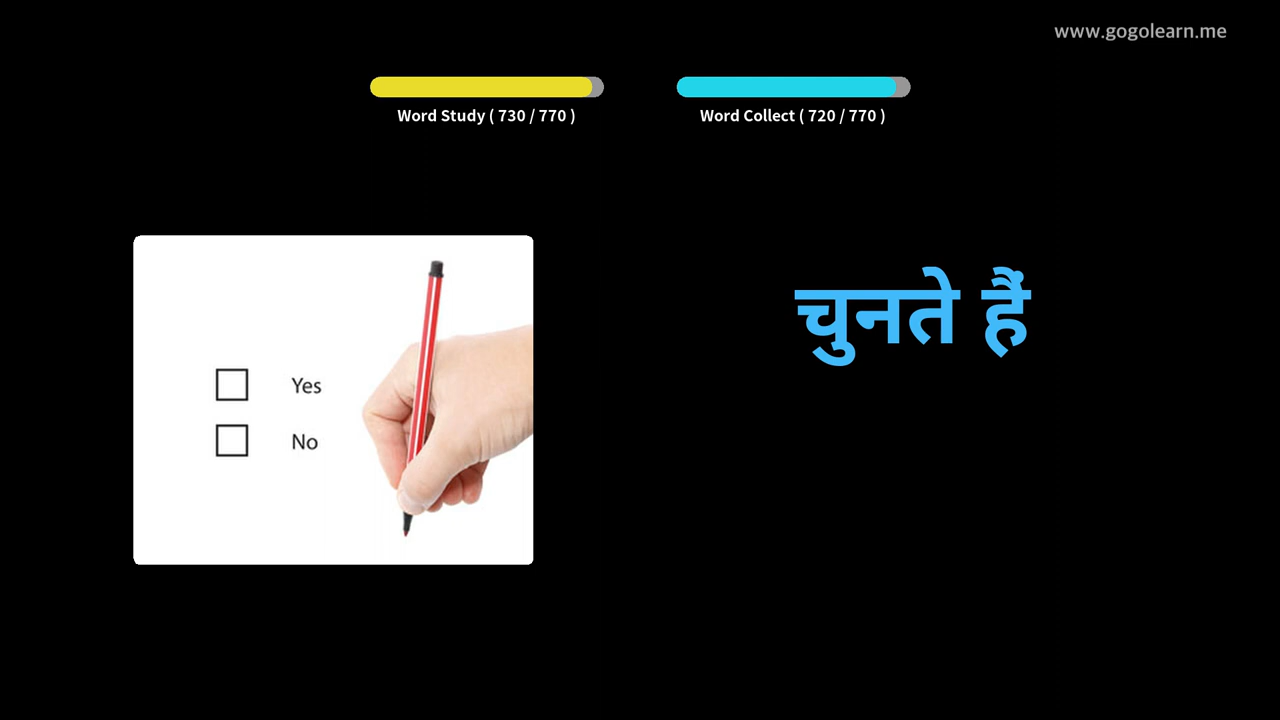 www.gogolearn.me
Word Study ( 730 / 770 )
Word Collect ( 720 / 770 )
Yes
No
चुनते हैं